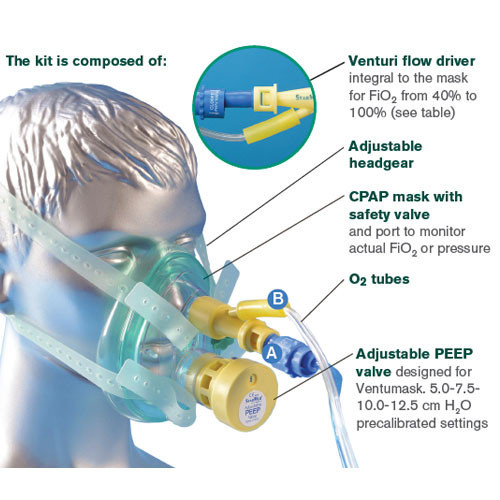 The kit is composed of:
Venturi flow driver
integral to the mask
for FiO₂ from 40% to
100% (see table)
Adjustable
headgear
CPAP mask with
safety valve
and port to monitor
actual FiO₂ or pressure
O₂ tubes
B
A
Adjustable PEEP
valve designed for
Ventumask. 5.0-7.5-
10.0-12.5 cm H₂O
precalibrated settings
StarMed
PEEP